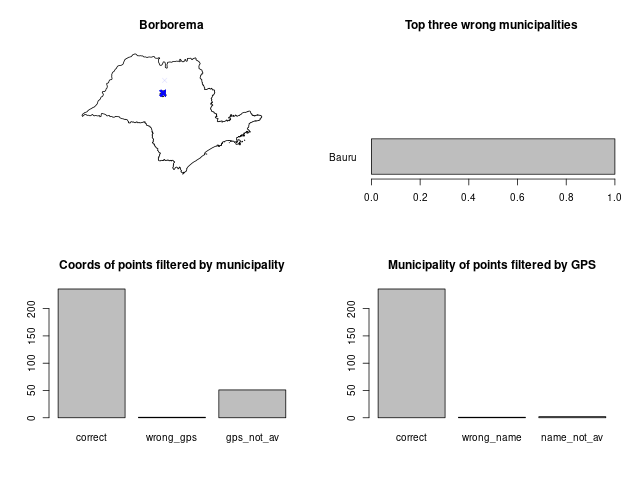 Borborema
Top three wrong municipalities
Bauru
0.0 0.2 0.4 0.6 0.8 1.0
Coords of points filtered by municipality
0 50 100 150 200
correct wrong_gps gps_not_av
Municipality of points filtered by GPS
0 50 100 150 200
correct wrong_name name_not_av